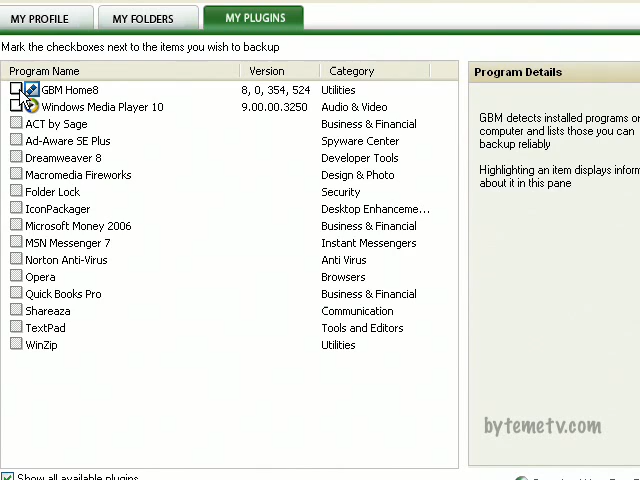 MY PROFILE MY FOLDERS MY PLUGINS
Mark the checkboxes next to the items you wish to backup
Program Name Version Category
GBM Home8 8, 0, 354, 524 Utilities
Windows Media Player 10 9.00.00.3250 Audio & Video
ACT by Sage Business & Financial
Ad-Aware SE Plus Spyware Center
Dreamweaver 8 Developer Tools
Macromedia Fireworks Design & Photo
Folder Lock Security
IconPackager Desktop Enhanceme...
Microsoft Money 2006 Business & Financial
MSN Messenger 7 Instant Messengers
Norton Anti-Virus Anti Virus
Opera Browsers
Quick Books Pro Business & Financial
Shareaza Communication
TextPad Tools and Editors
WinZip Utilities
Show all available plugins
Program Details
GBM detects installed programs on
computer and lists those you can
backup reliably
Highlighting an item displays inform
about it in this pane
bytemetv.com